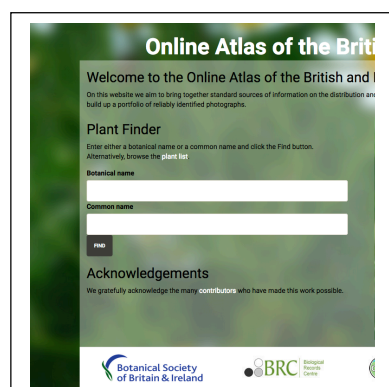 Online Atlas of the Briti
Welcome to the Online Atlas of the British and
On this website we aim to bring together standard sources of information on the distribution and
build up a portfolio of reliably identified photographs.
Plant Finder
Enter either a botanical name or a common name and click the Find button.
Alternatively, browse the plant list
Botanical name
Common name
FIND
Acknowledgements
We gratefully acknowledge the many contributors who have made this work possible.
Botanical Society
of Britain & Ireland
BRC
Biological
Records
Centre